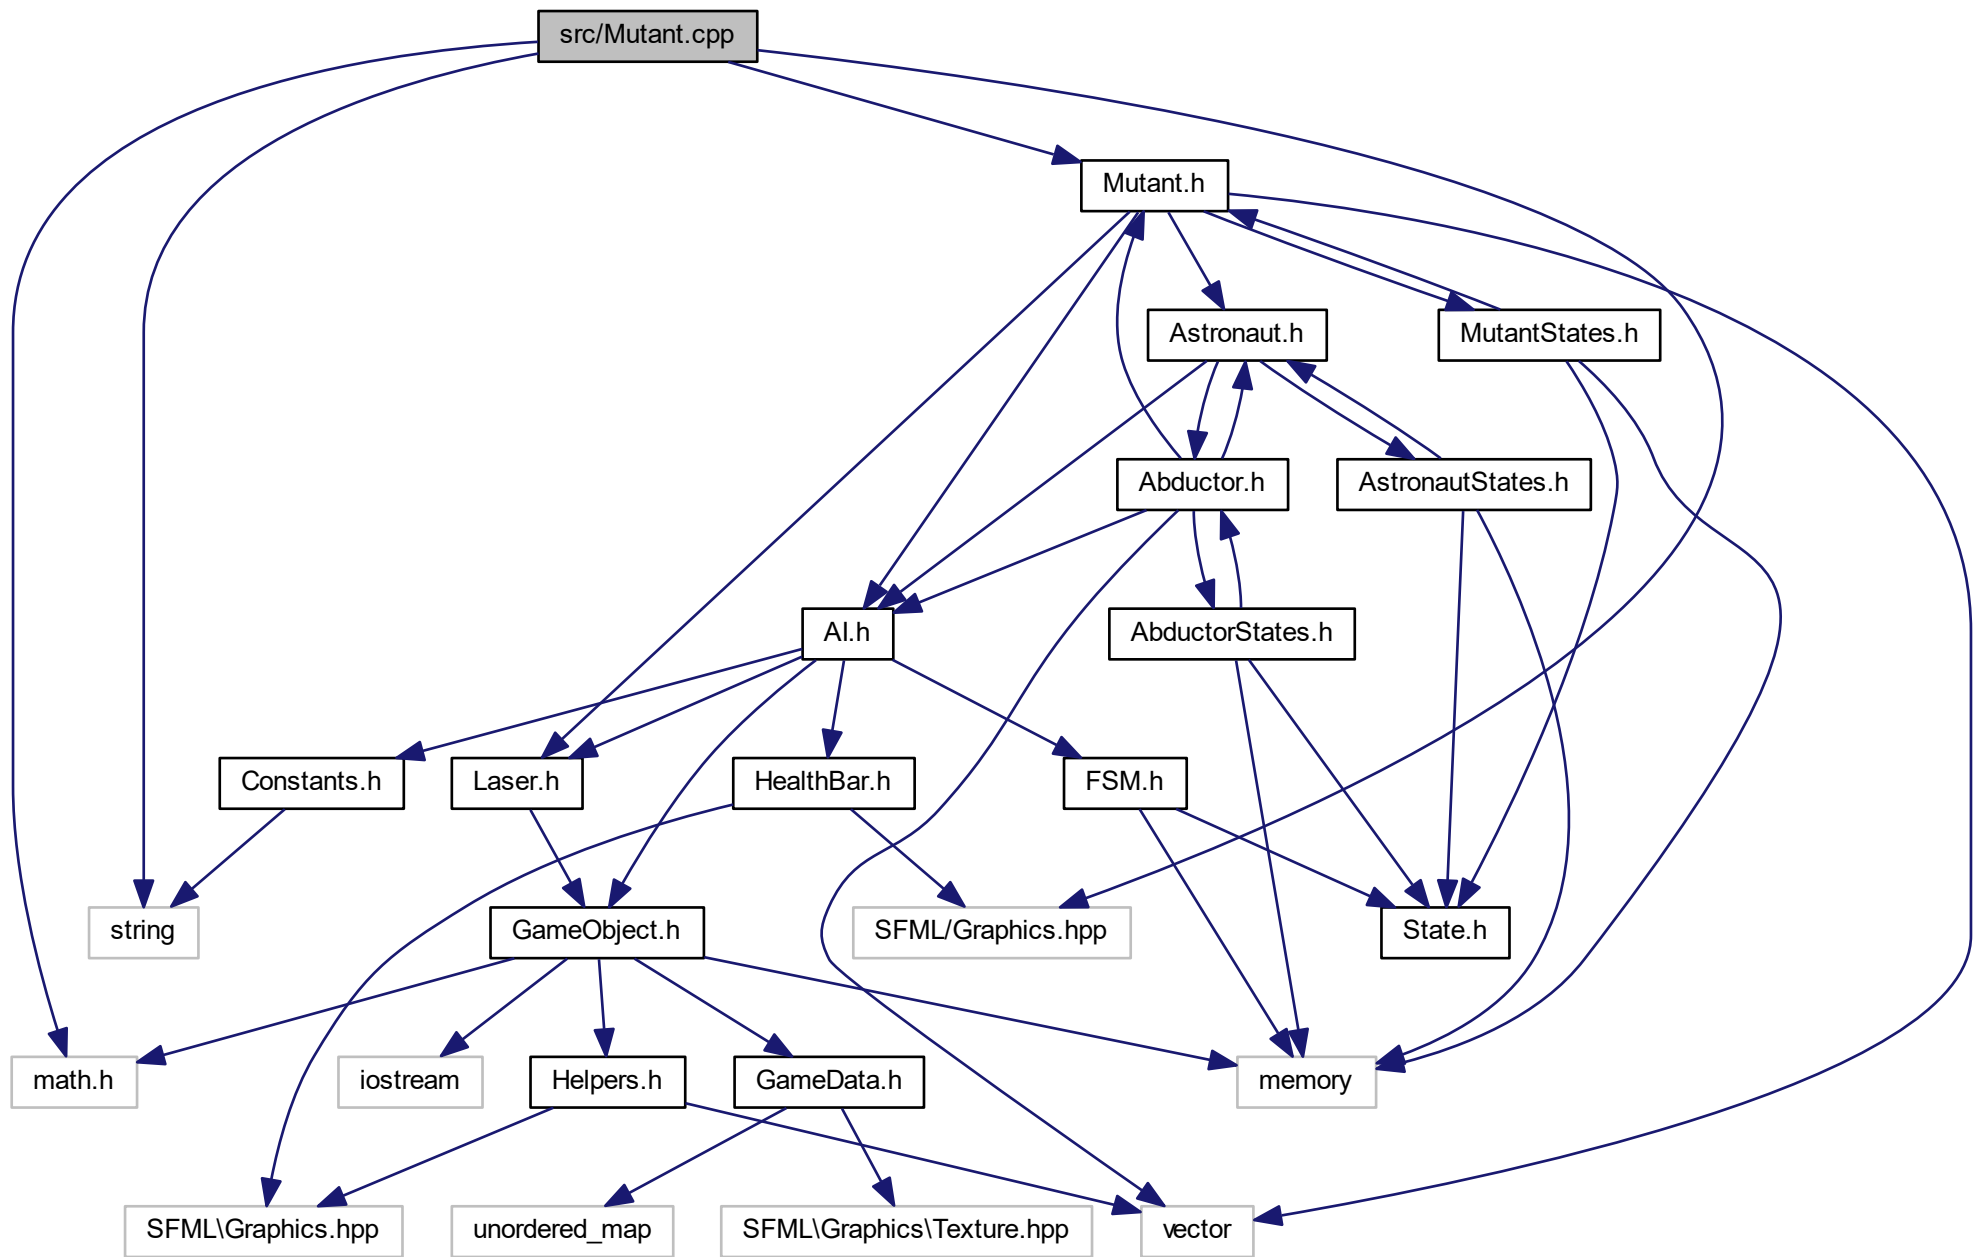 src/Mutant.cpp
Mutant.h
Astronaut.h
MutantStates.h
Abductor.h
AstronautStates.h
AI.h
AbductorStates.h
Constants.h
Laser.h
HealthBar.h
FSM.h
string
GameObject.h
SFML/Graphics.hpp
State.h
math.h
iostream
Helpers.h
GameData.h
memory
SFML\Graphics.hpp
unordered_map
SFML\Graphics\Texture.hpp
vector